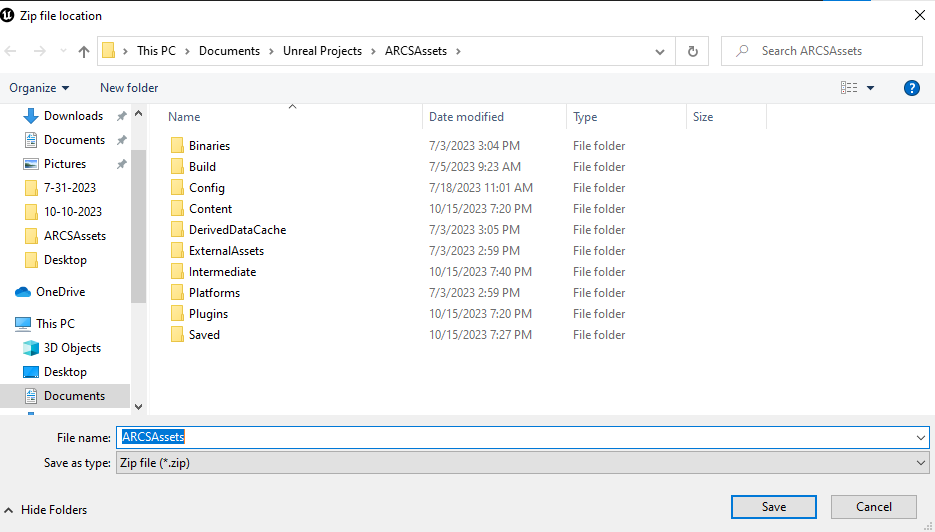 Zip file location
This PC > Documents > Unreal Projects > ARCSAssets >
Search ARCSAssets
Organize
New folder
Downloads
Documents
Pictures
7-31-2023
10-10-2023
ARCSAssets
Desktop
OneDrive
This PC
3D Objects
Desktop
Documents
Name Date modified Type Size
Binaries 7/3/2023 3:04 PM File folder
Build 7/5/2023 9:23 AM File folder
Config 7/18/2023 11:01 AM File folder
Content 10/15/2023 7:20 PM File folder
DerivedDataCache 7/3/2023 3:05 PM File folder
ExternalAssets 7/3/2023 2:59 PM File folder
Intermediate 10/15/2023 7:40 PM File folder
Platforms 7/3/2023 2:59 PM File folder
Plugins 10/15/2023 7:20 PM File folder
Saved 10/15/2023 7:27 PM File folder
File name: ARCSAssets
Save as type: Zip file (*.zip)
Hide Folders
Save
Cancel